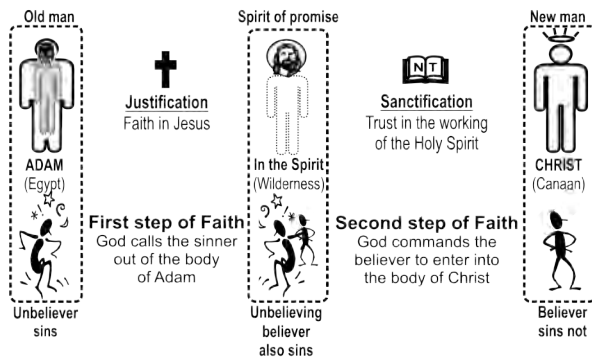 Old man
Spirit of promise
New man
N T
Justification
Faith in Jesus
Sanctification
Trust in the working
of the Holy Spirit
ADAM
(Egypt)
In the Spirit
(Wilderness)
CHRIST
(Canaan)
First step of Faith
God calls the sinner
out of the body
of Adam
Second step of Faith
God commands the
believer to enter into
the body of Christ
Unbeliever
sins
Unbelieving
believer
also sins
Believer
sins not